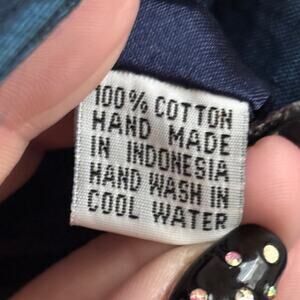 100% COTTON
HAND MADE
IN INDONESIA
HAND WASH IN
COOL WATER